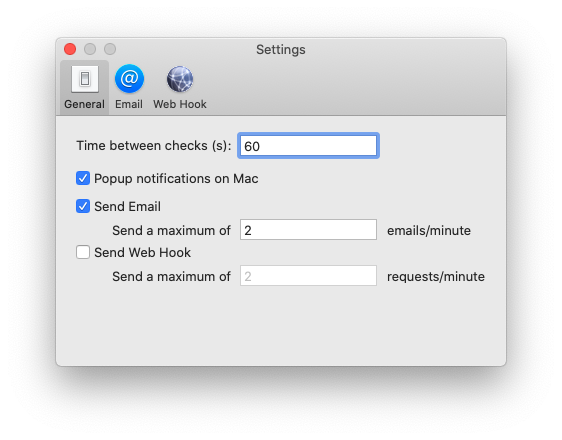 Settings
General Email Web Hook
Time between checks (s): 60
Popup notifications on Mac
Send Email
Send a maximum of 2 emails/minute
Send Web Hook
Send a maximum of 2 requests/minute